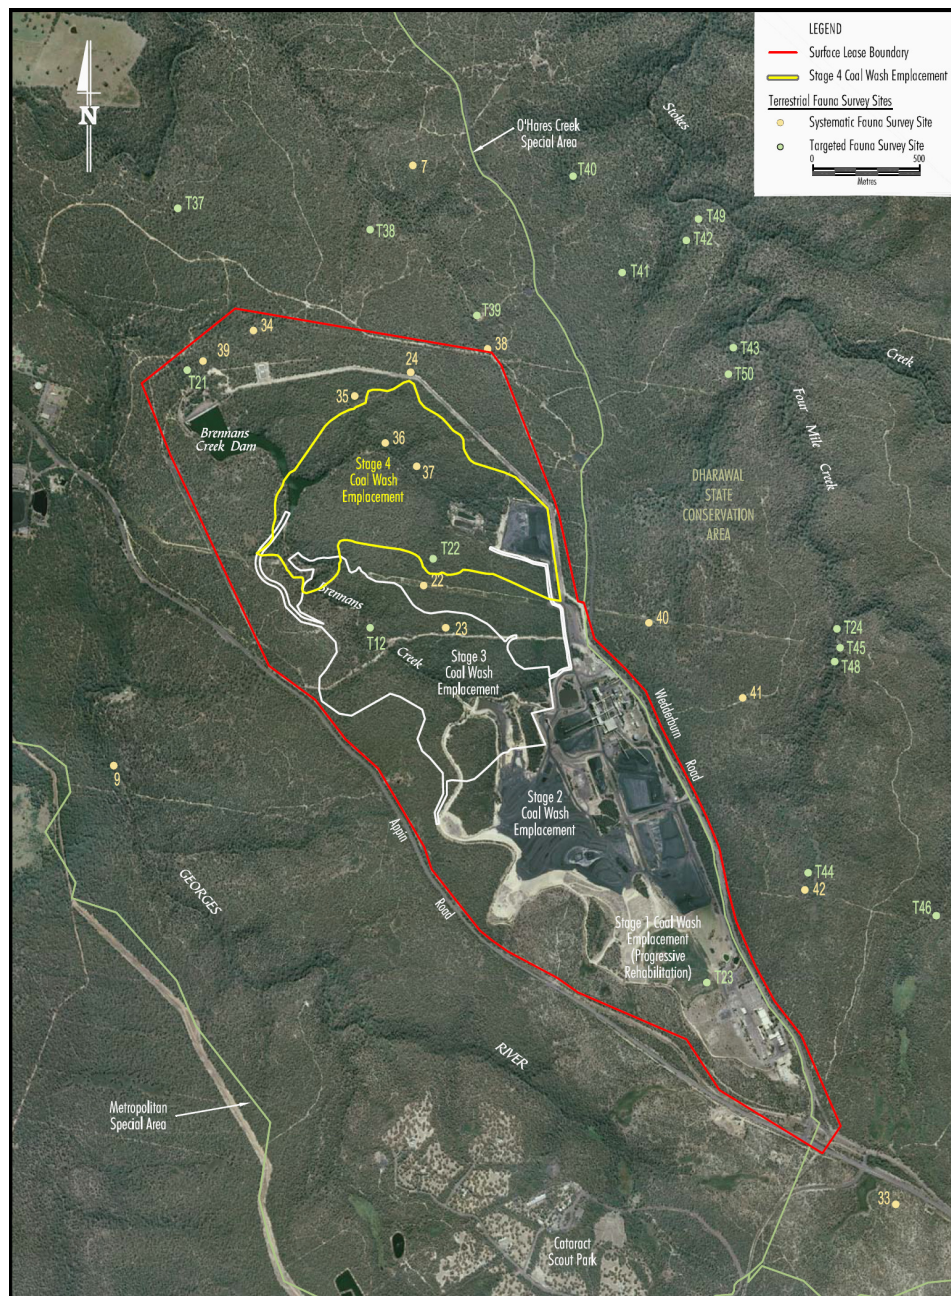 LEGEND
Surface Lease Boundary
Stage 4 Coal Wash Emplacement
Terrestrial Fauna Survey Sites
Systematic Fauna Survey Site
Targeted Fauna Survey Site
0 500
Metres
N
Stokes
O'Hares Creek
Special Area
7
T40
T37
T38
T49
T42
T41
T39
34
38
T43
Creek
39
24
T21
T50
35
Four
Mile
Creek
Brennans
Creek Dam
36
Stage 4
Coal Wash
Emplacement
37
DHARAWAL
STATE
CONSERVATION
AREA
T22
22
Brennans
40
T12
23
T24
T45
T48
Creek
Stage 3
Coal Wash
Emplacement
41
Wedderburn
Road
9
Stage 2
Coal Wash
Emplacement
Appin
Road
T44
42
GEORGES
T46
Stage 1 Coal Wash
Emplacement
(Progressive
Rehabilitation)
T23
RIVER
Metropolitan
Special Area
33
Cataract
Scout Park